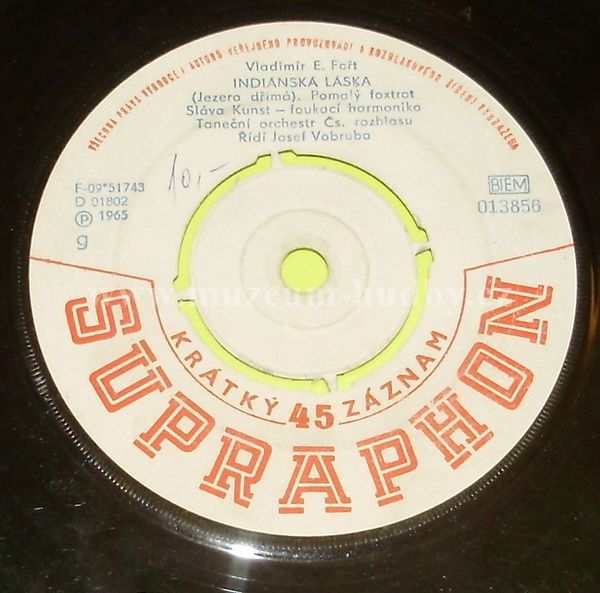 VŠECHNA PRÁVA VÝROBCE I AUTORŮ VEŘEJNÉHO PROVOZOVÁNÍ A ROZHLASOVÉHO ŠÍŘENÍ VYHRAZENA
Vladimír E. Fořt
INDIÁNSKÁ LÁSKA
(Jezero dřímá). Pomalý foxtrot
Sláva Kunst – foukací harmonika
Taneční orchestr Čs. rozhlasu
Řídí Josef Vobruba
10,-
F-09*51743
D 01802
Ⓟ 1965
g
BIEM
013856
www.muzeum-hudby.cz
KRÁTKÝ 45 ZÁZNAM
SUPRAPHON